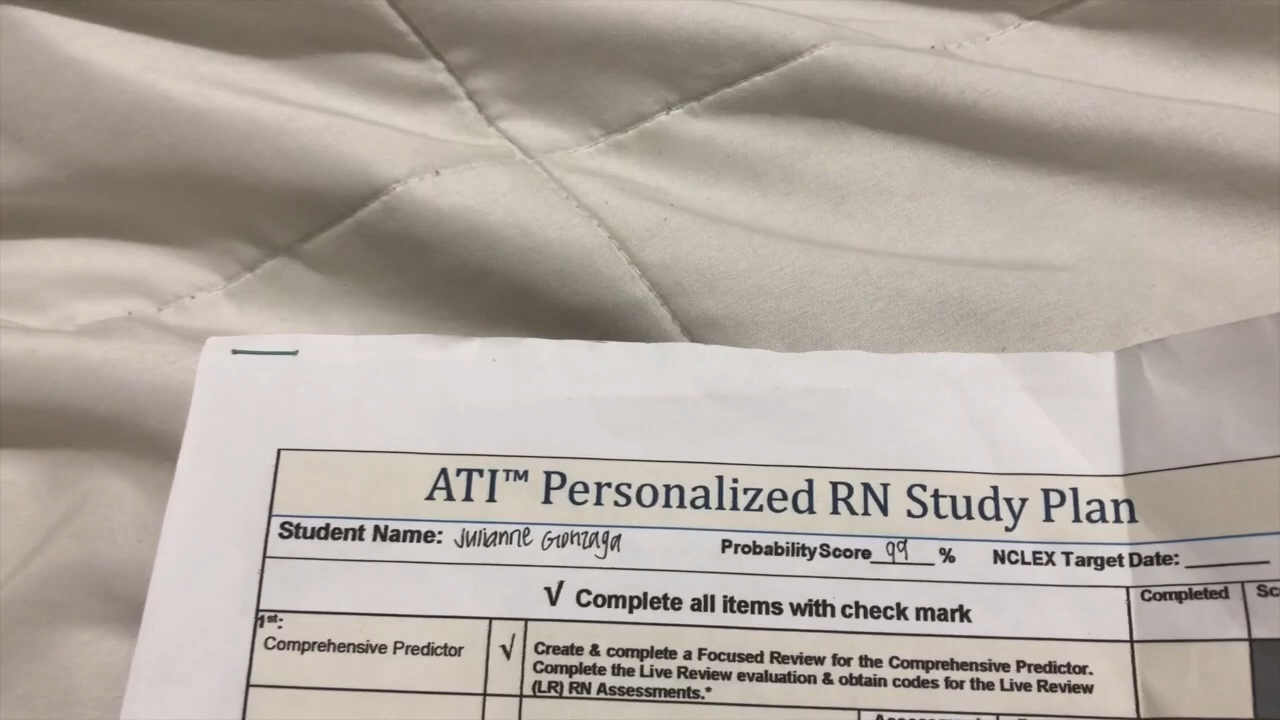 ATI™ Personalized RN Study Plan
Student Name: Julianne Gonzaga Probability Score 99 % NCLEX Target Date:
√ Complete all items with check mark Completed
1st:
Comprehensive Predictor √ Create & complete a Focused Review for the Comprehensive Predictor.
Complete the Live Review evaluation & obtain codes for the Live Review
(LR) RN Assessments.*